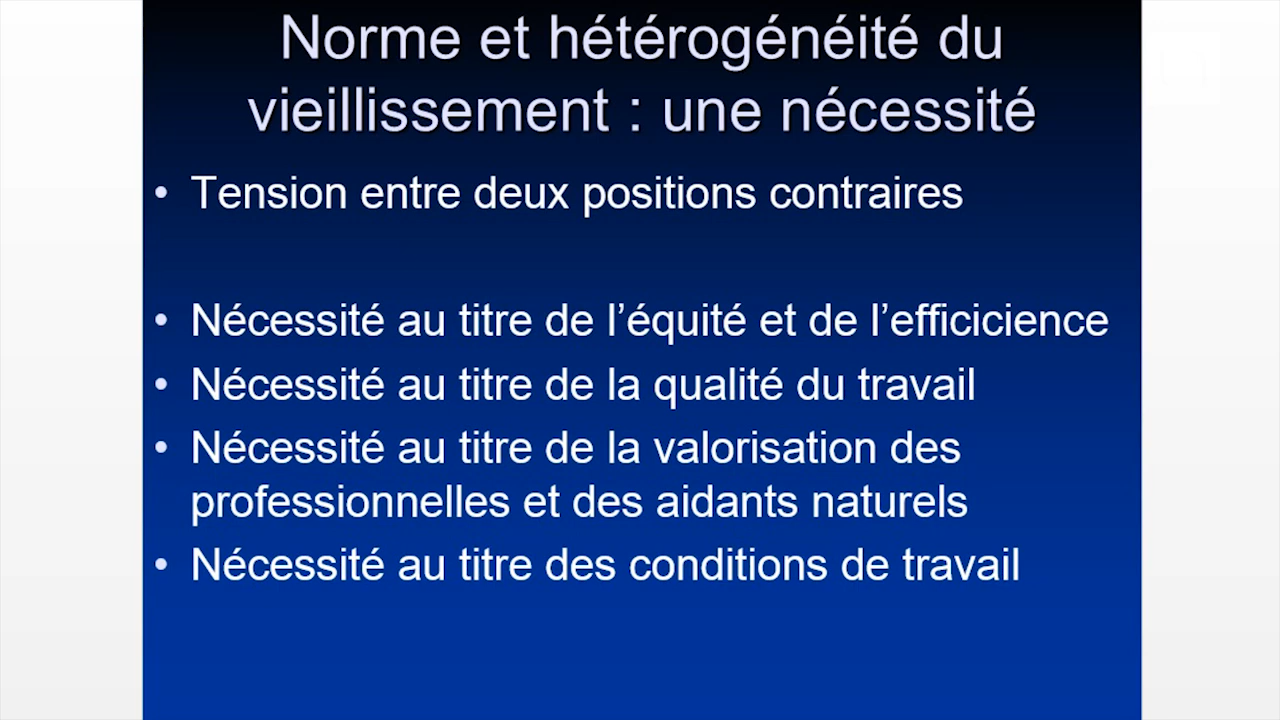 Norme et hétérogénéité du
vieillissement : une nécessité
• Tension entre deux positions contraires
• Nécessité au titre de l’équité et de l’efficicience
• Nécessité au titre de la qualité du travail
• Nécessité au titre de la valorisation des
professionnelles et des aidants naturels
• Nécessité au titre des conditions de travail